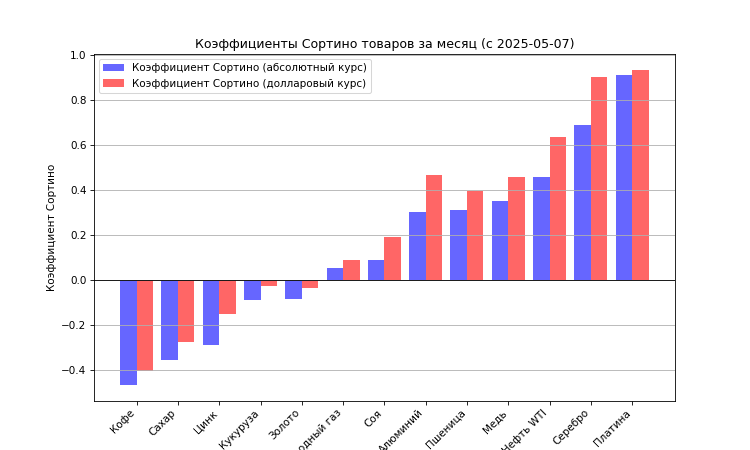 Коэффициенты Сортино товаров за месяц (с 2025-05-07)
Коэффициент Сортино (абсолютный курс)
Коэффициент Сортино (долларовый курс)
Коэффициент Сортино
1.0
0.8
0.6
0.4
0.2
0.0
−0.2
−0.4
Кофе
Сахар
Цинк
Кукуруза
Золото
газ
Соя
Алюминий
Пшеница
Медь
Нефть WTI
Серебро
Платина